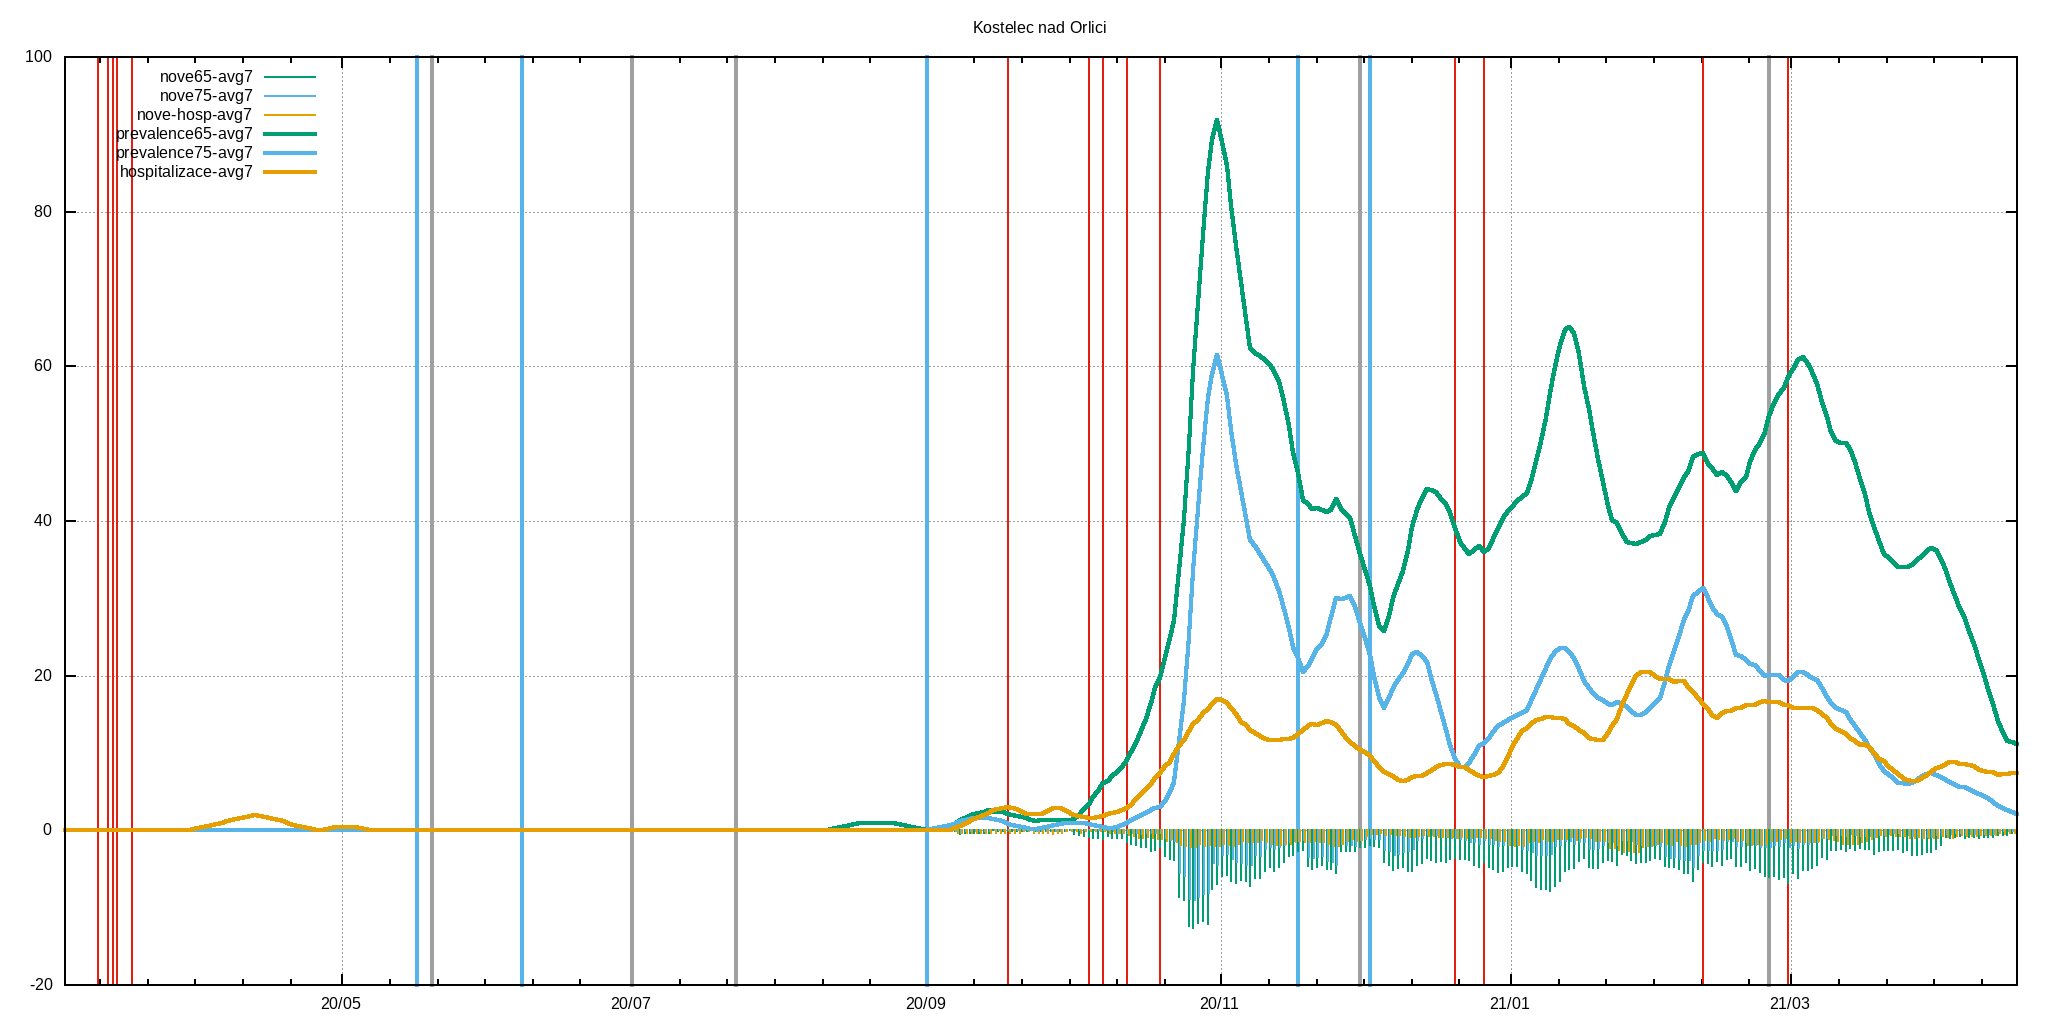 Kostelec nad Orlici
100
80
60
40
20
0
-20
nove65-avg7
nove75-avg7
nove-hosp-avg7
prevalence65-avg7
prevalence75-avg7
hospitalizace-avg7
20/05 20/07 20/09 20/11 21/01 21/03